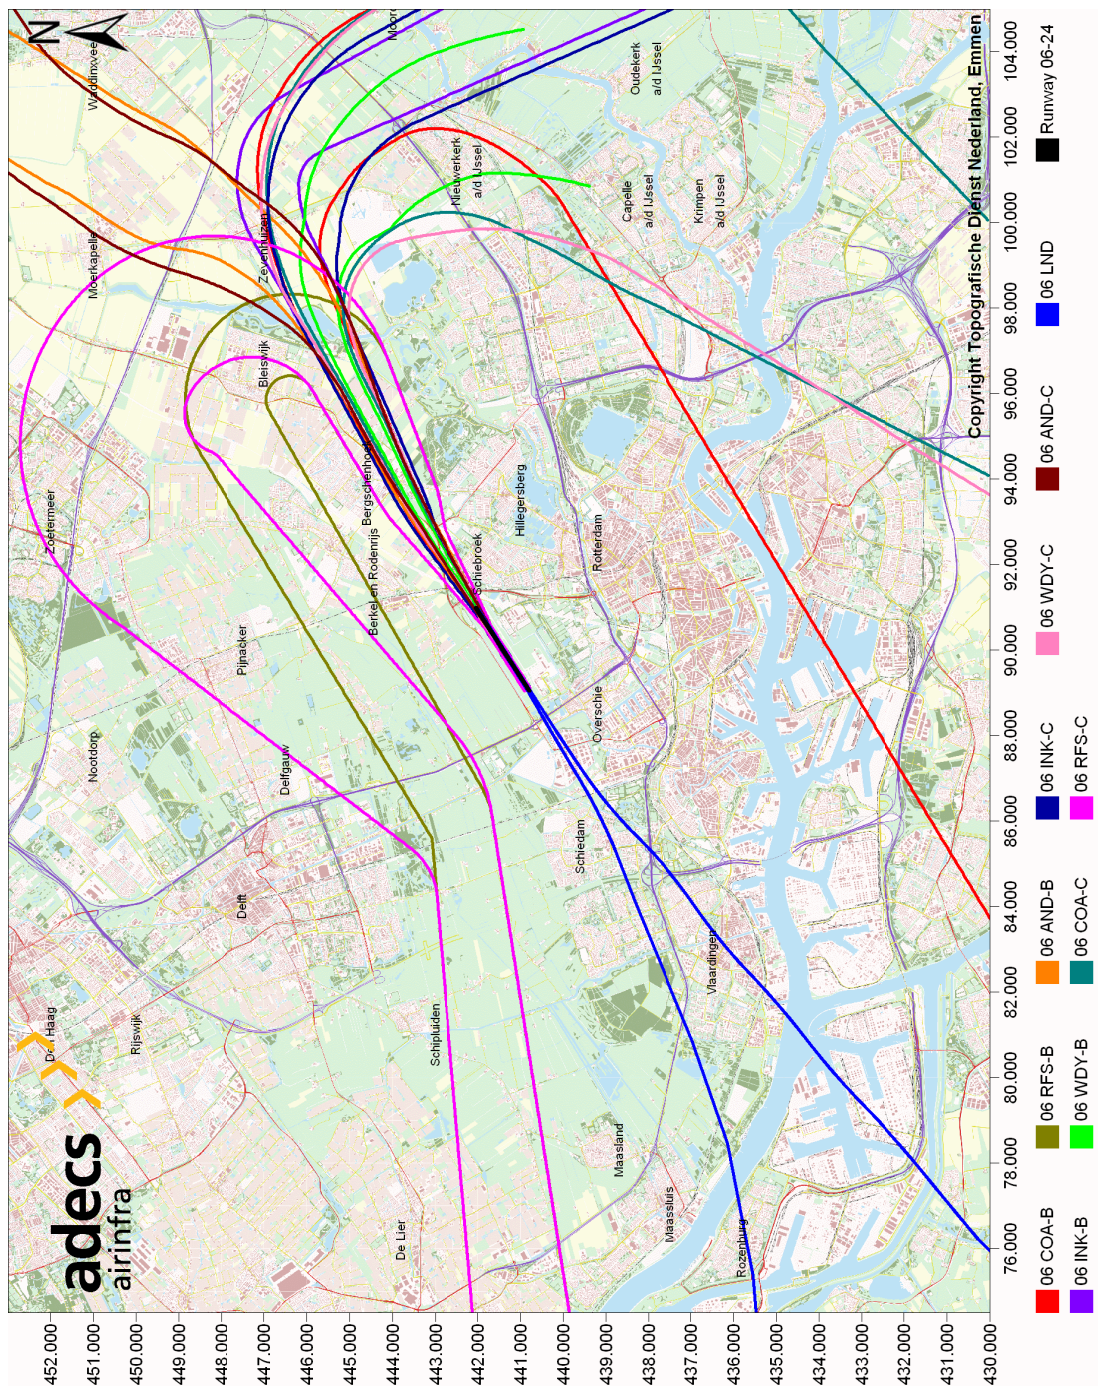 N
adecs
airinfra
Den Haag
Rijswijk
Nootdorp
Zoetermeer
Moerkapelle
Waddinxvee
De Lier
Delft
Delfgauw
Pijnacker
Bleiswijk
Zevenhuizen
Moord
Schipluiden
Berkel en Rodenrijs
Bergschenhoek
Schiebroek
Hillegersberg
Nieuwerkerk
a/d IJssel
Oudekerk
a/d IJssel
Maasland
Maassluis
Rozenburg
Vlaardingen
Schiedam
Overschie
Rotterdam
Capelle
a/d IJssel
Krimpen
a/d IJssel
Copyright Topografische Dienst Nederland, Emmen
452.000
451.000
450.000
449.000
448.000
447.000
446.000
445.000
444.000
443.000
442.000
441.000
440.000
439.000
438.000
437.000
436.000
435.000
434.000
433.000
432.000
431.000
430.000
76.000
78.000
80.000
82.000
84.000
86.000
88.000
90.000
92.000
94.000
96.000
98.000
100.000
102.000
104.000
06 COA-B
06 RFS-B
06 AND-B
06 INK-C
06 WDY-C
06 AND-C
06 LND
Runway 06-24
06 INK-B
06 WDY-B
06 COA-C
06 RFS-C